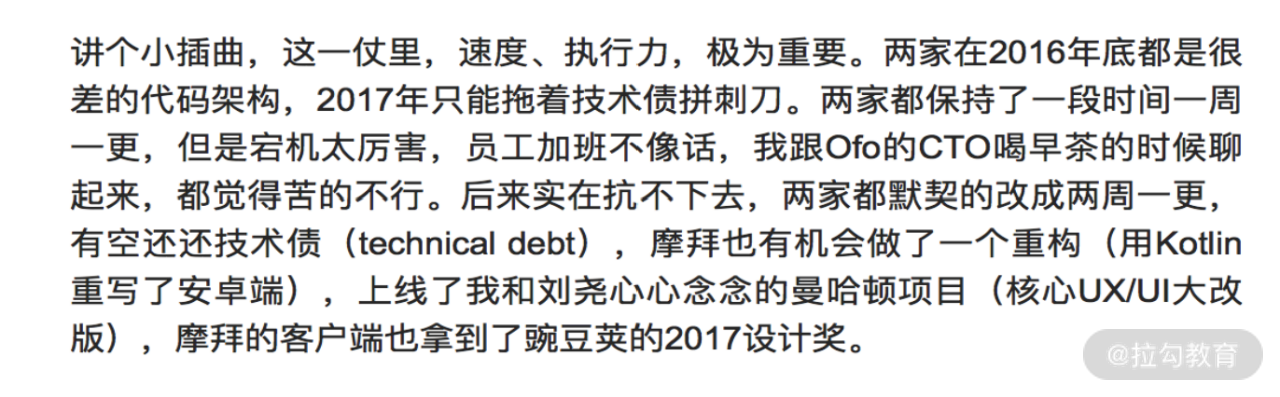 讲个小插曲，这一仗里，速度、执行力，极为重要。两家在2016年底都是很
差的代码架构，2017年只能拖着技术债拼刺刀。两家都保持了一段时间一周
一更，但是宕机太厉害，员工加班不像话，我跟Ofo的CTO喝早茶的时候聊
起来，都觉得苦的不行。后来实在抗不下去，两家都默契的改成两周一更，
有空还还技术债（technical debt），摩拜也有机会做了一个重构（用Kotlin
重写了安卓端），上线了我和刘尧心心念念的曼哈顿项目（核心UX/UI大改
版），摩拜的客户端也拿到了豌豆荚的2017设计奖。
@拉勾教育